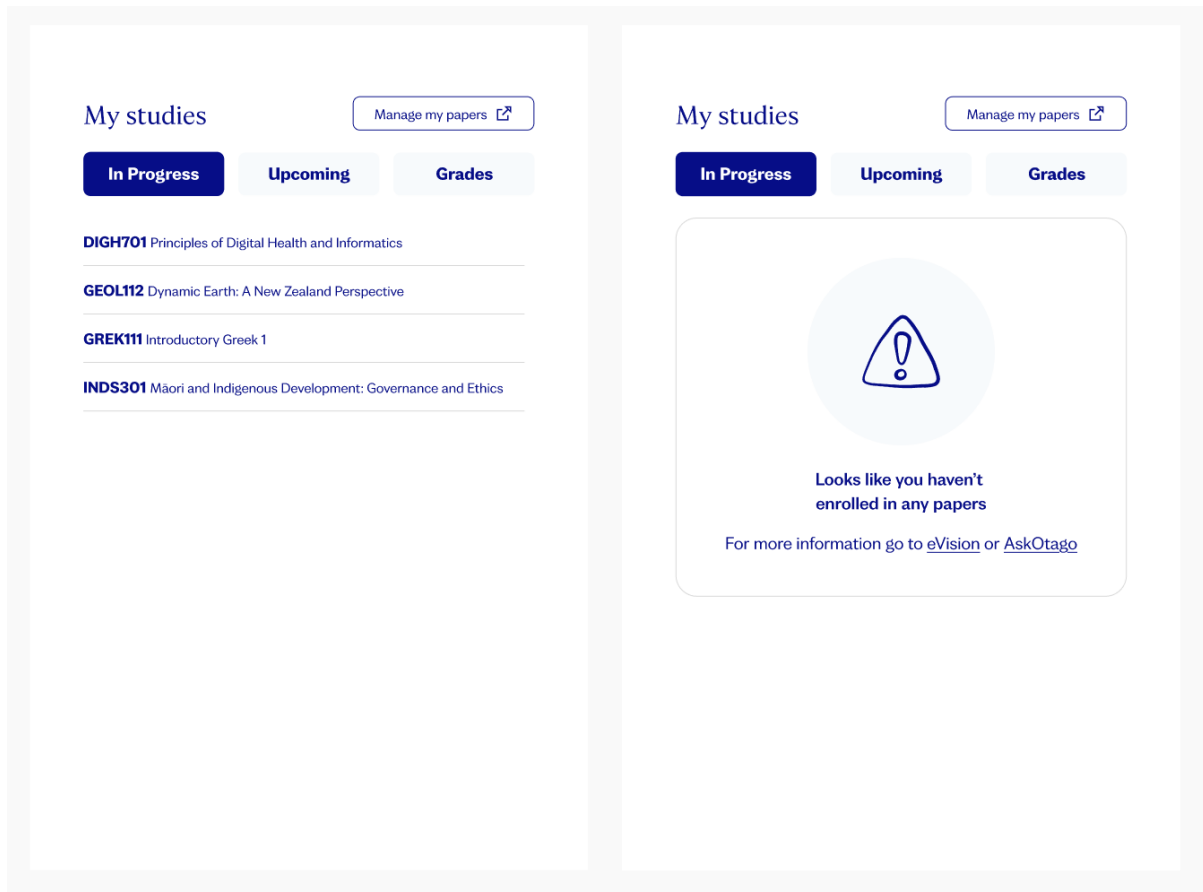 My studies
Manage my papers
In Progress
Upcoming
Grades
DIGH701 Principles of Digital Health and Informatics
GEOL112 Dynamic Earth: A New Zealand Perspective
GREK111 Introductory Greek 1
INDS301 Māori and Indigenous Development: Governance and Ethics
My studies
Manage my papers
In Progress
Upcoming
Grades
Looks like you haven’t
enrolled in any papers
For more information go to eVision or AskOtago